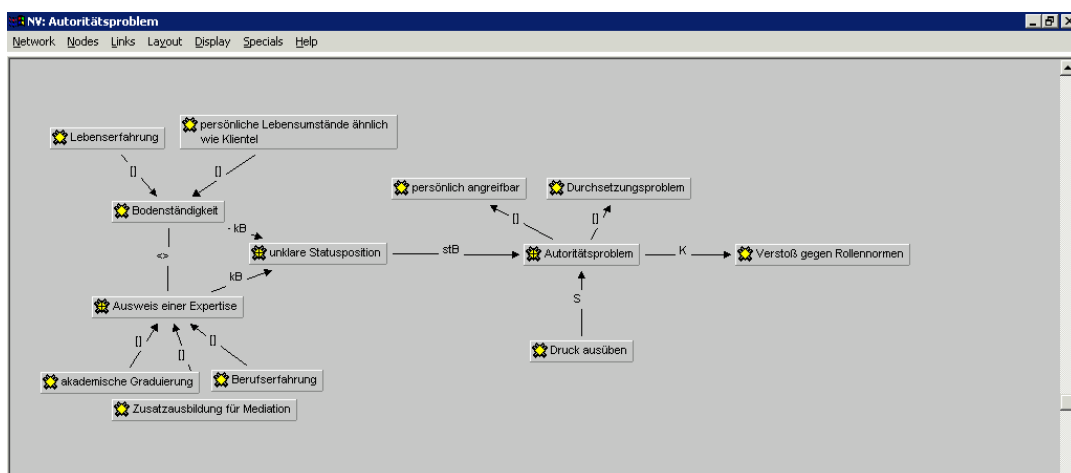 NV: Autoritätsproblem
Network Nodes Links Layout Display Specials Help
Lebenserfahrung
persönliche Lebensumstände ähnlich
wie Klientel
[]
[]
Bodenständigkeit
persönlich angreifbar
Durchsetzungsproblem
[]
[]
- kB
<>
unklare Statusposition
stB
Autoritätsproblem
K
Verstoß gegen Rollennormen
kB
Ausweis einer Expertise
S
[]
[]
[]
Druck ausüben
akademische Graduierung
Berufserfahrung
Zusatzausbildung für Mediation